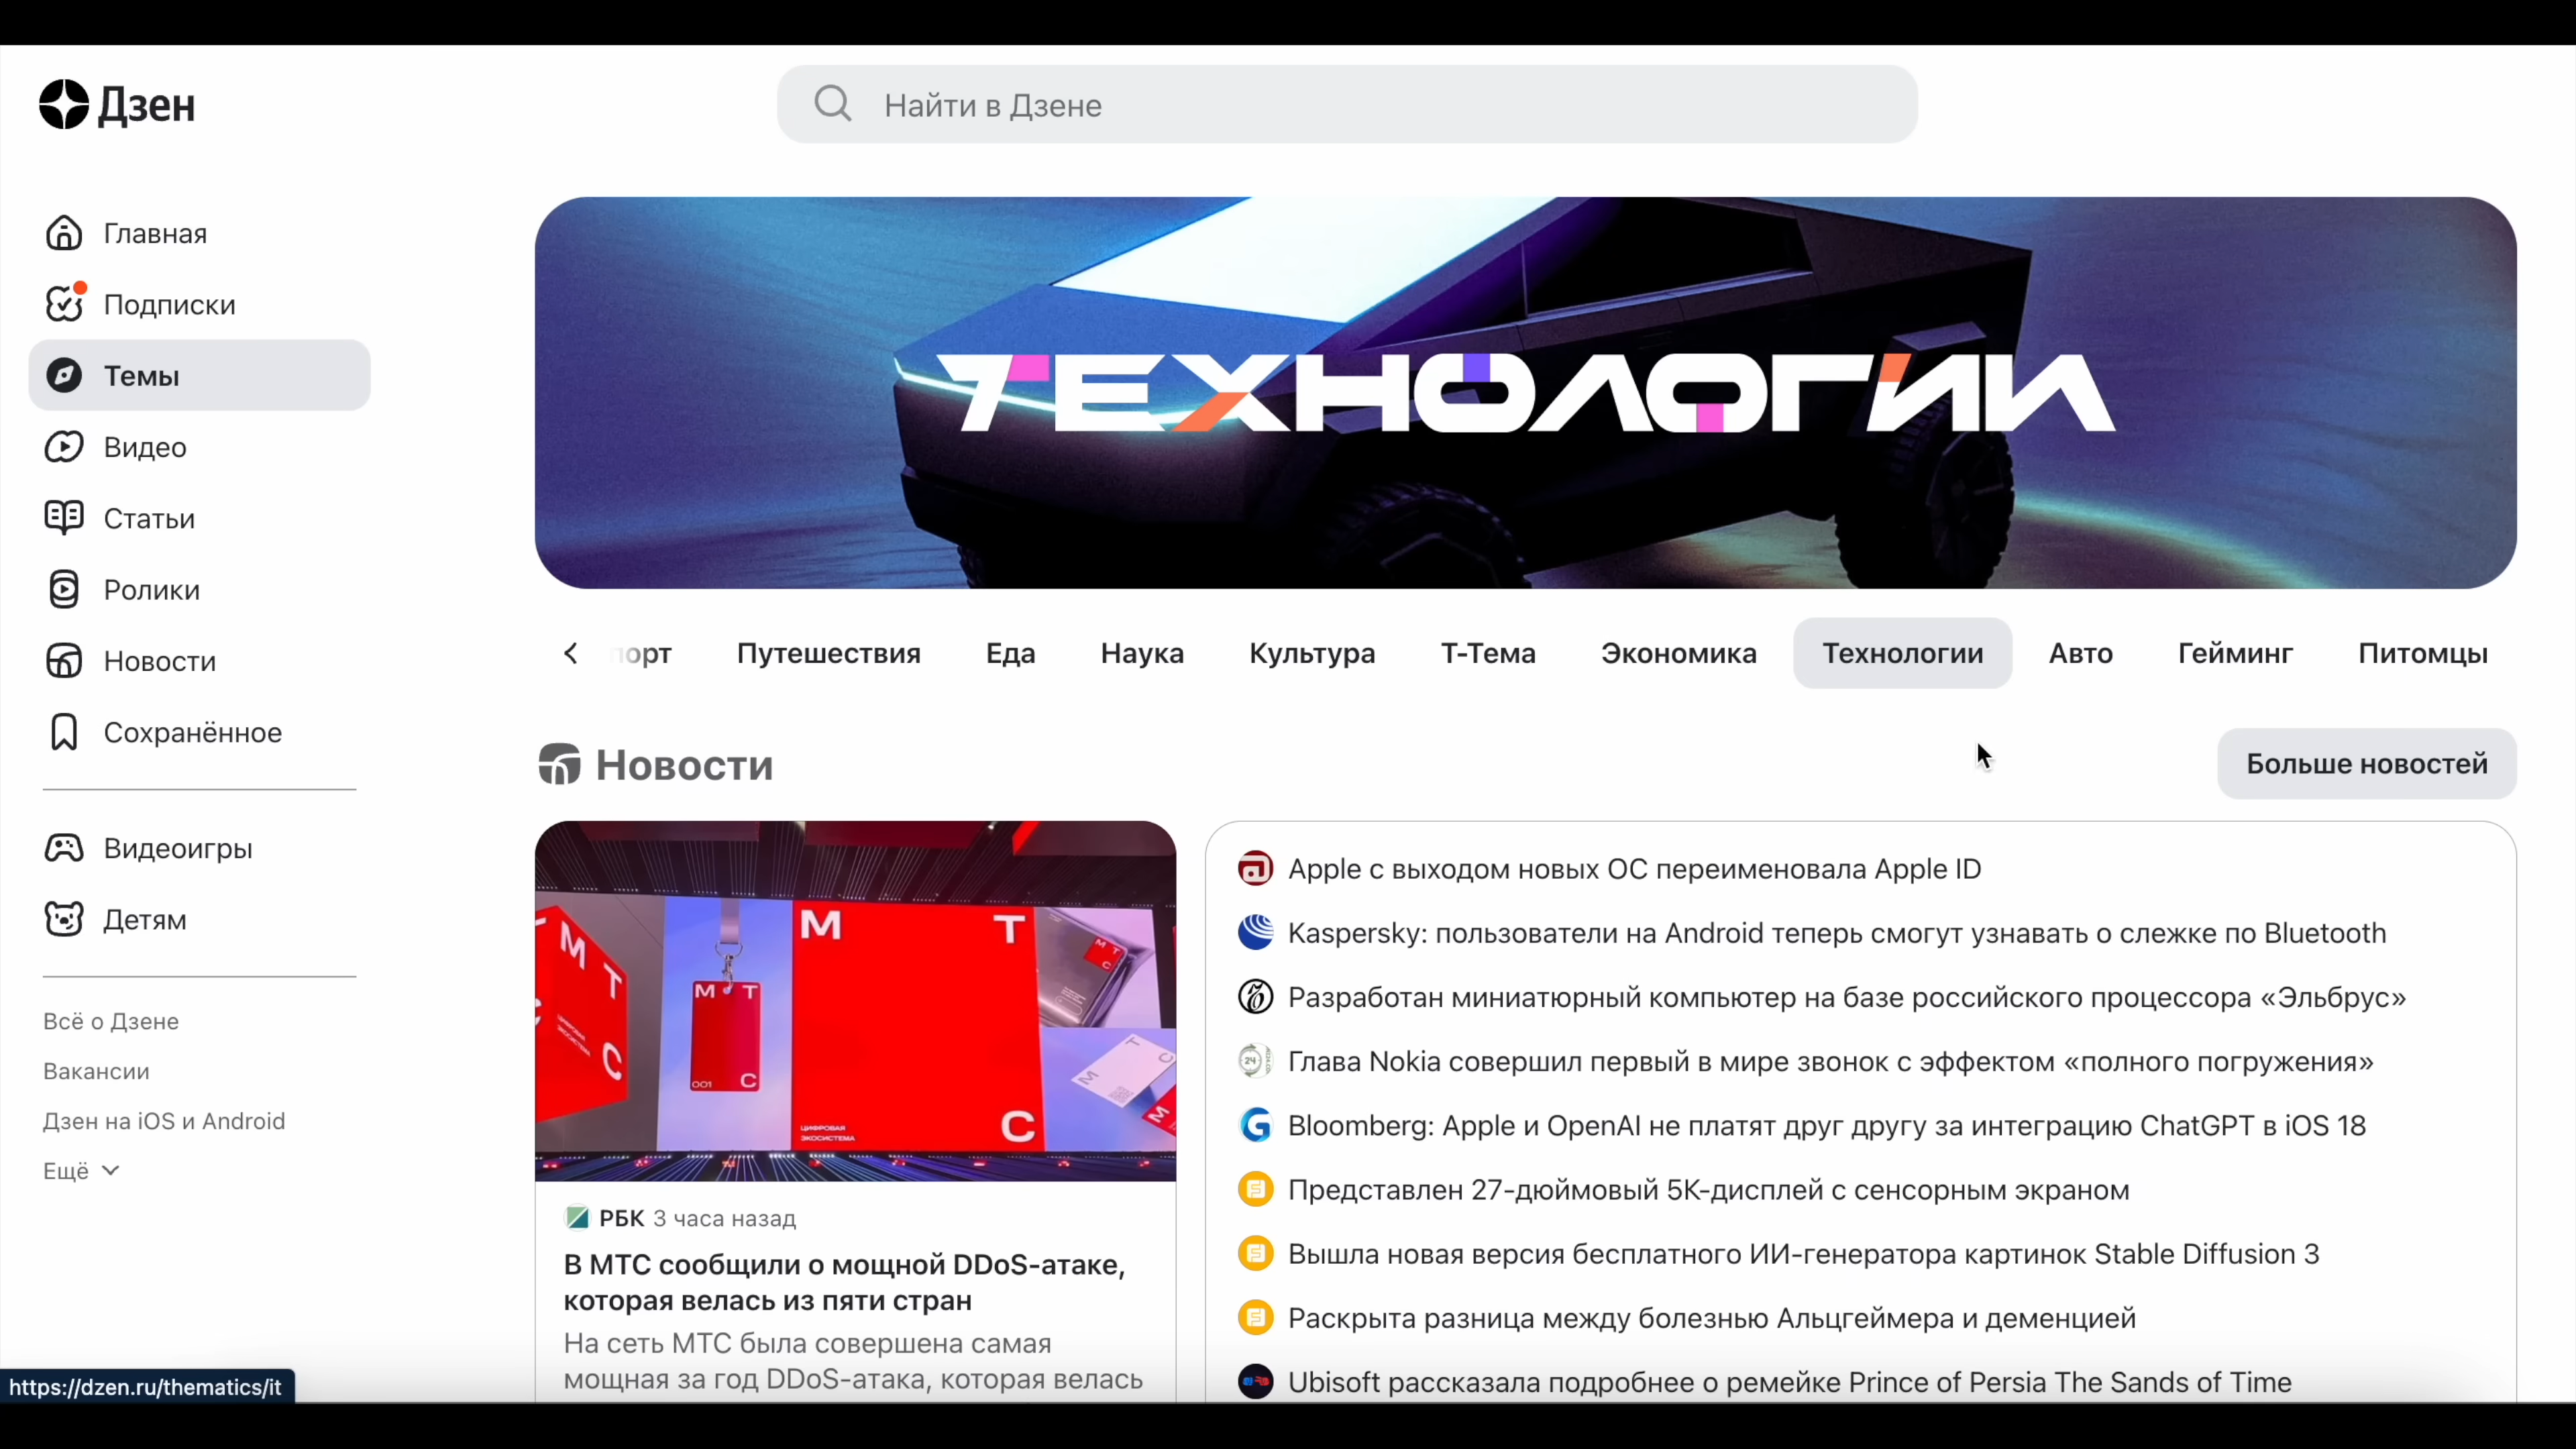 Дзен
Найти в Дзене
Главная
Подписки
Темы
Видео
Статьи
Ролики
Новости
Сохранённое
Видеоигры
Детям
Всё о Дзене
Вакансии
Дзен на iOS и Android
Ещё
https://dzen.ru/thematics/it
ТЕХНОЛОГИИ
порт Путешествия Еда Наука Культура Т-Тема Экономика Технологии Авто Гейминг Питомцы
Новости
Больше новостей
М Т С
М Т
001 С
М Т
С
ЦИФРОВАЯ
ЭКОСИСТЕМА
РБК 3 часа назад
В МТС сообщили о мощной DDoS-атаке,
которая велась из пяти стран
На сеть МТС была совершена самая
мощная за год DDoS-атака, которая велась
Apple с выходом новых ОС переименовала Apple ID
Kaspersky: пользователи на Android теперь смогут узнавать о слежке по Bluetooth
Разработан миниатюрный компьютер на базе российского процессора «Эльбрус»
Глава Nokia совершил первый в мире звонок с эффектом «полного погружения»
Bloomberg: Apple и OpenAI не платят друг другу за интеграцию ChatGPT в iOS 18
Представлен 27-дюймовый 5K-дисплей с сенсорным экраном
Вышла новая версия бесплатного ИИ-генератора картинок Stable Diffusion 3
Раскрыта разница между болезнью Альцгеймера и деменцией
Ubisoft рассказала подробнее о ремейке Prince of Persia The Sands of Time